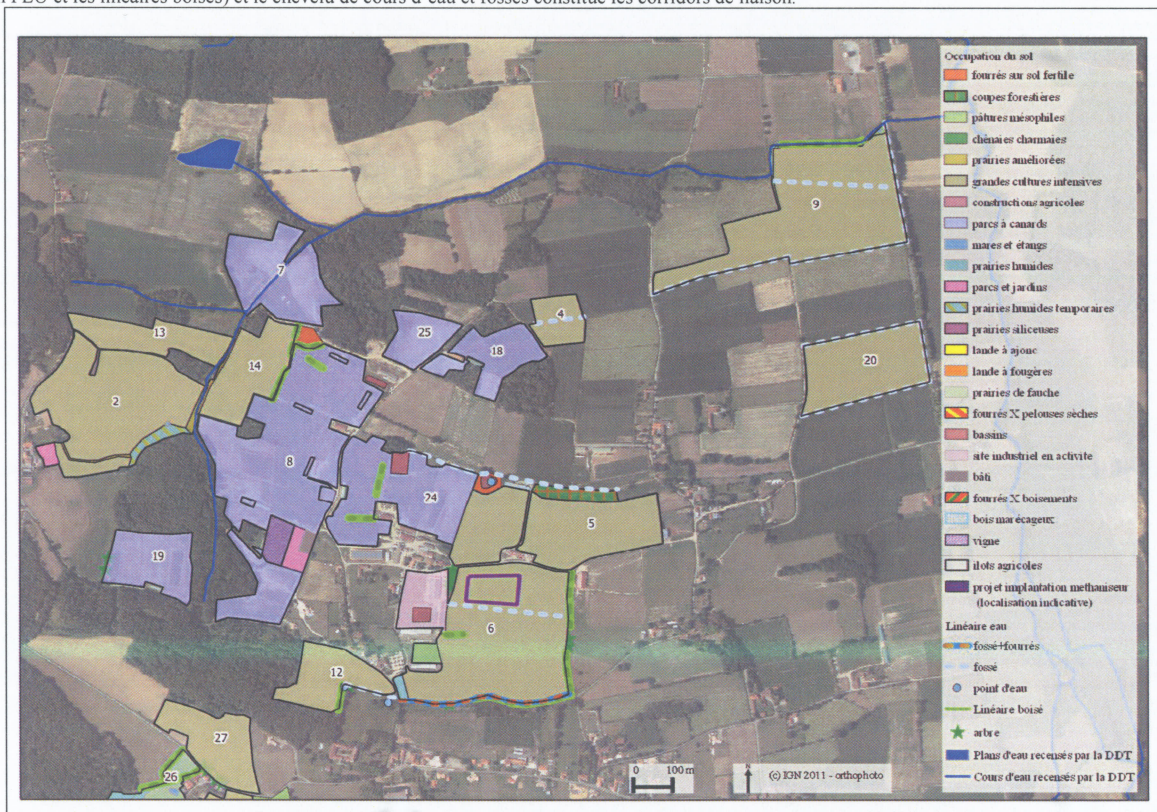 FFEC et les linéaires boisés) et le chevelu de cours d'eau et fossés constitue les corridors de liaison.
Occupation du sol
fourrés sur sol fertile
coupes forestières
pâtures mésophiles
chênaies charmaies
prairies améliorées
grandes cultures intensives
constructions agricoles
parcs à canards
mares et étangs
prairies humides
parcs et jardins
prairies humides temporaires
prairies siliceuses
lande à ajonc
lande à fougères
prairies de fauche
fourrés X pelouses sèches
bassins
site industriel en activite
bâti
fourrés X boisements
bois marécageux
vigne
ilots agricoles
projet implantation methaniseur
(localisation indicative)
Linéaire eau
fossé+fourrés
fossé
point d'eau
Linéaire boisé
arbre
Plans d'eau recensés par la DDT
Cours d'eau recensés par la DDT
9
7
4
25
18
13
14
20
2
8
24
5
19
6
12
27
26
0 100 m
N
(c) IGN 2011 - orthophoto